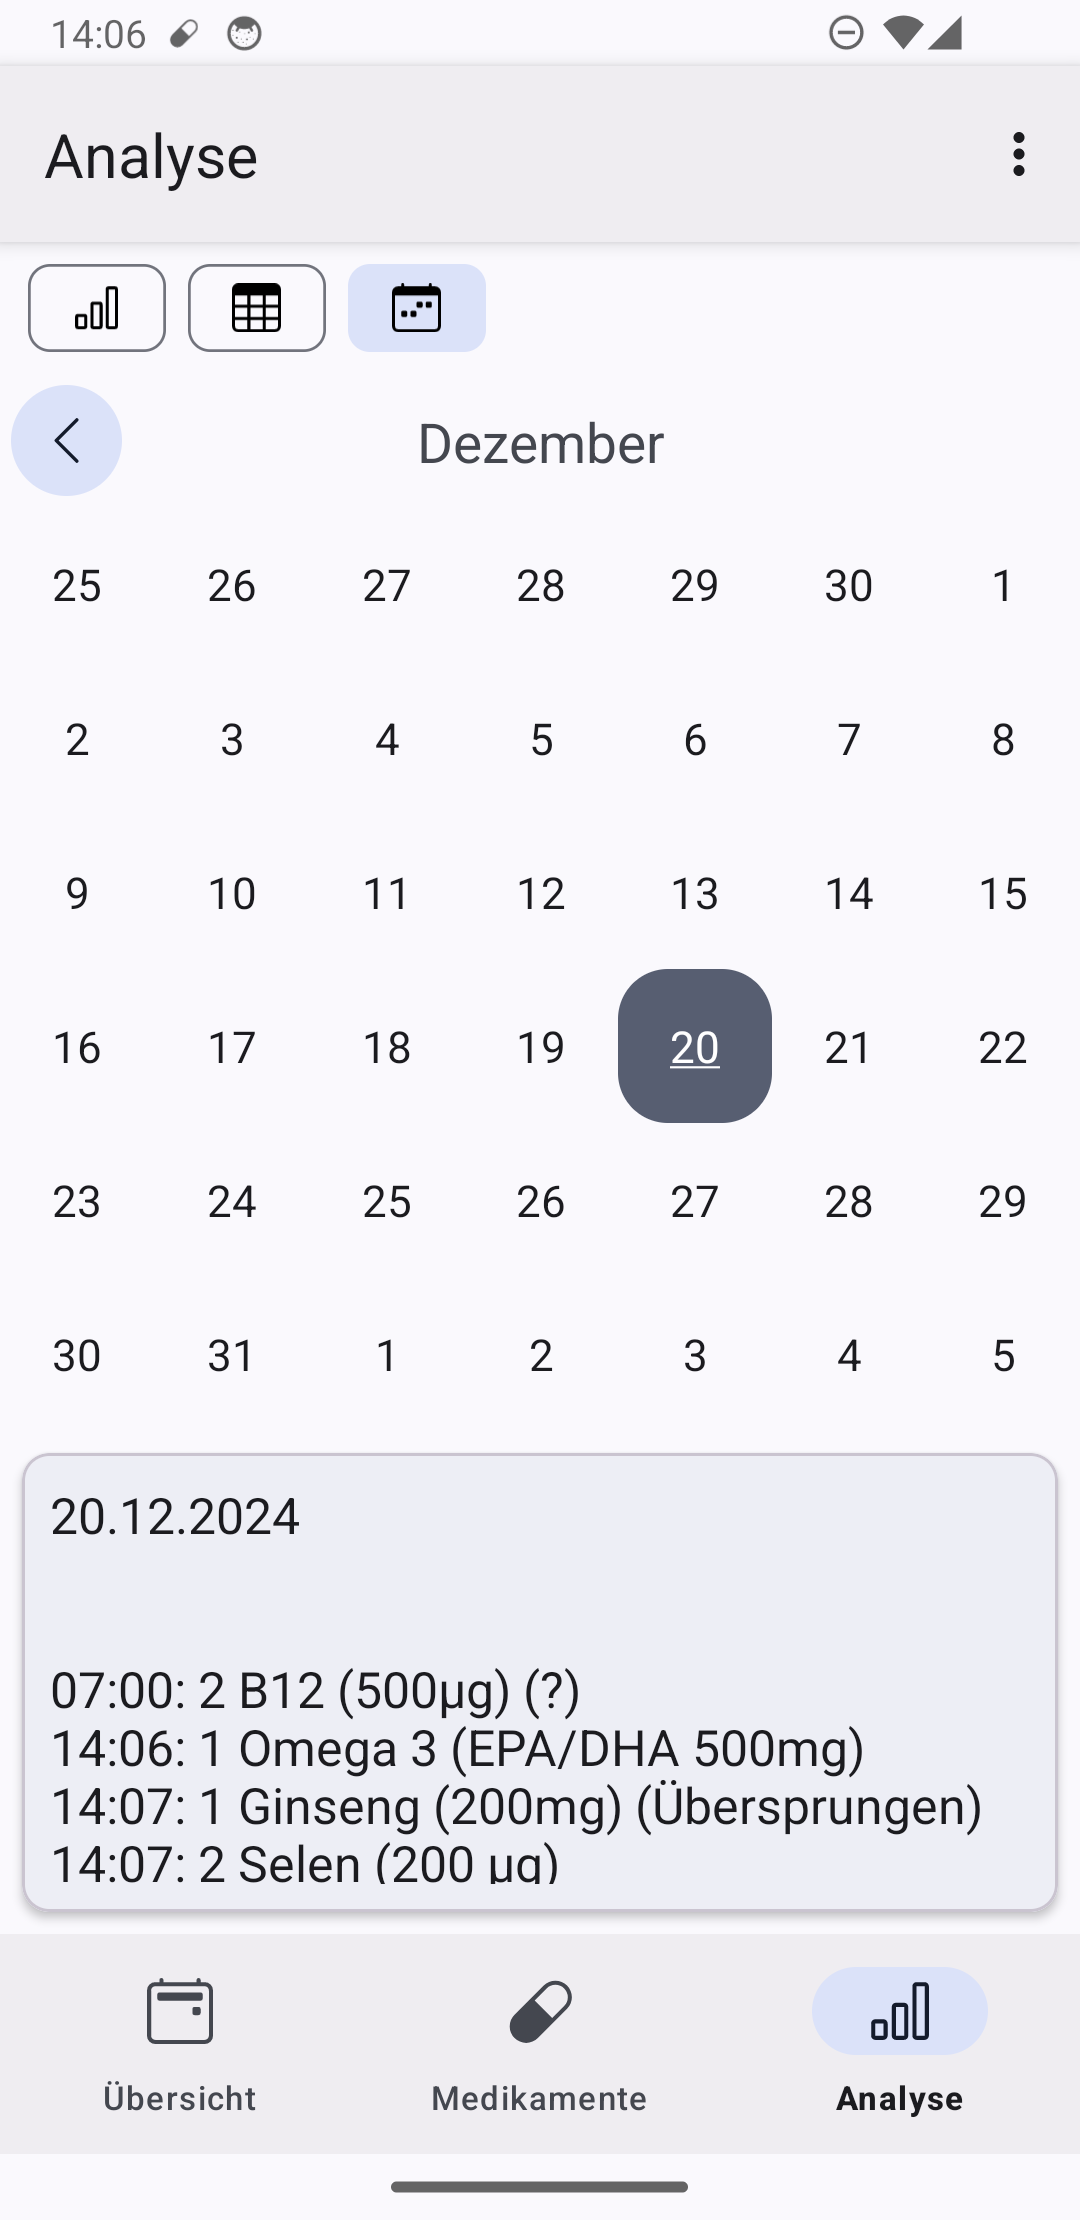 14:06
Analyse
Dezember
25 26 27 28 29 30 1
2 3 4 5 6 7 8
9 10 11 12 13 14 15
16 17 18 19 20 21 22
23 24 25 26 27 28 29
30 31 1 2 3 4 5
20.12.2024
07:00: 2 B12 (500µg) (?)
14:06: 1 Omega 3 (EPA/DHA 500mg)
14:07: 1 Ginseng (200mg) (Übersprungen)
14:07: 2 Selen (200 µg)
Übersicht Medikamente Analyse